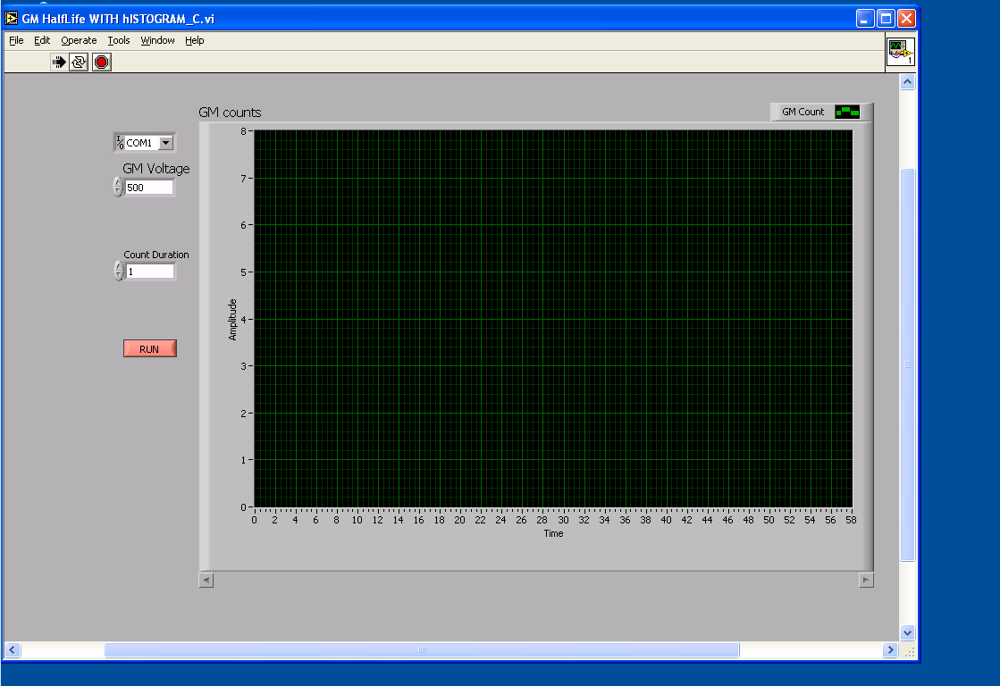 GM HalfLife WITH hISTOGRAM_C.vi
File Edit Operate Tools Window Help
1
GM counts
GM Count
I/O COM1
GM Voltage
500
Count Duration
1
RUN
Amplitude
8
7
6
5
4
3
2
1
0
0 2 4 6 8 10 12 14 16 18 20 22 24 26 28 30 32 34 36 38 40 42 44 46 48 50 52 54 56 58
Time